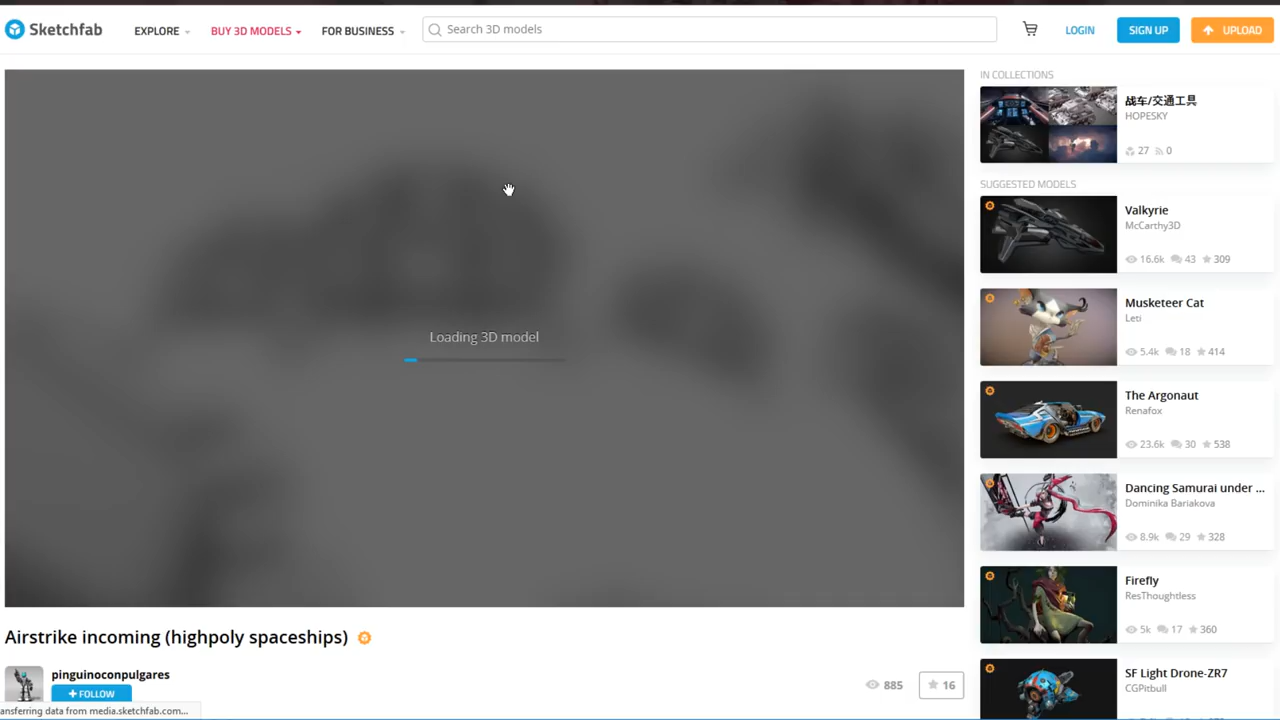 Sketchfab
EXPLORE
BUY 3D MODELS
FOR BUSINESS
Search 3D models
LOGIN
SIGN UP
UPLOAD
Loading 3D model
Airstrike incoming (highpoly spaceships)
pinguinoconpulgares
+ FOLLOW
885
16
ansferring data from media.sketchfab.com...
IN COLLECTIONS
战车/交通工具
HOPESKY
27 0
SUGGESTED MODELS
Valkyrie
McCarthy3D
16.6k 43 309
Musketeer Cat
Leti
5.4k 18 414
The Argonaut
Renafox
23.6k 30 538
Dancing Samurai under ...
Dominika Bariakova
8.9k 29 328
Firefly
ResThoughtless
5k 17 360
SF Light Drone-ZR7
CGPitbull